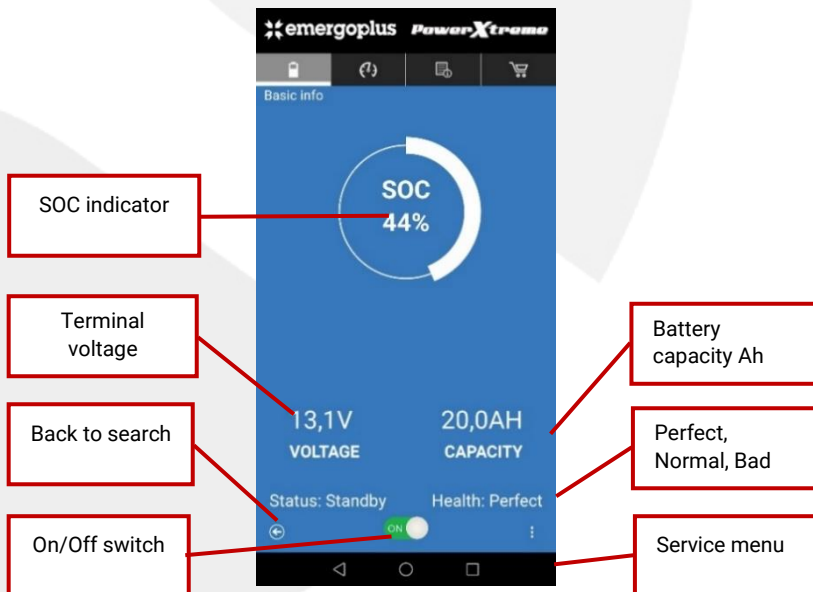 emergoplus PowerXtreme
Basic info
SOC
44%
SOC indicator
Terminal
voltage
Battery
capacity Ah
13,1V
20,0AH
VOLTAGE
CAPACITY
Back to search
Perfect,
Normal, Bad
Status: Standby
Health: Perfect
ON
On/Off switch
Service menu